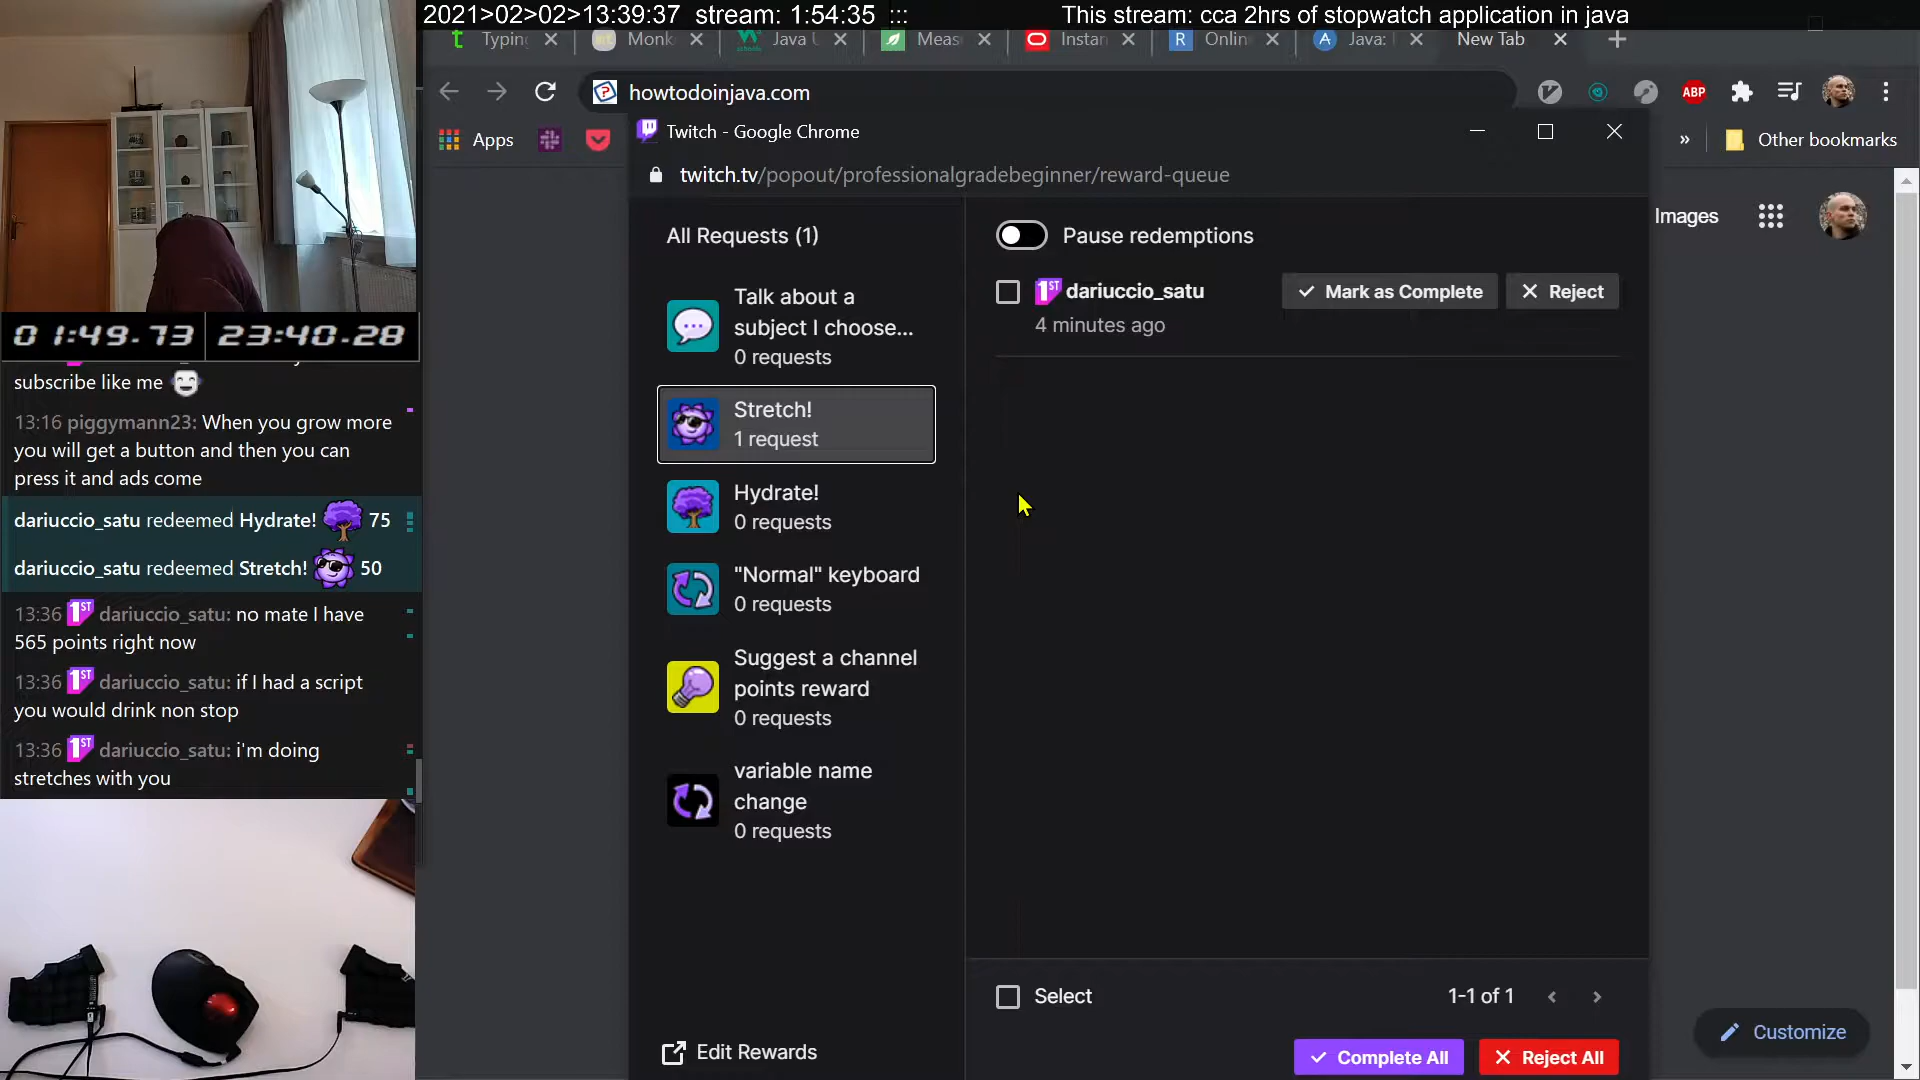 2021>02>02>13:39:37  stream: 1:54:35  :::
This stream: cca 2hrs of stopwatch application in java
Typing
Monk
Java U
Meas
Instan
Onlin
Java:
New Tab
howtodoinjava.com
ABP
Apps
Other bookmarks
Twitch - Google Chrome
twitch.tv/popout/professionalgradebeginner/reward-queue
Images
All Requests (1)
Talk about a
subject I choose...
0 requests
Stretch!
1 request
Hydrate!
0 requests
"Normal" keyboard
0 requests
Suggest a channel
points reward
0 requests
variable name
change
0 requests
Edit Rewards
Pause redemptions
1ST dariuccio_satu
4 minutes ago
Mark as Complete
Reject
Select
1-1 of 1
Complete All
Reject All
Customize
01:49.73
23:40.28
subscribe like me
13:16 piggymann23: When you grow more
you will get a button and then you can
press it and ads come
dariuccio_satu redeemed Hydrate! 75
dariuccio_satu redeemed Stretch! 50
13:36 1ST dariuccio_satu: no mate I have
565 points right now
13:36 1ST dariuccio_satu: if I had a script
you would drink non stop
13:36 1ST dariuccio_satu: i'm doing
stretches with you